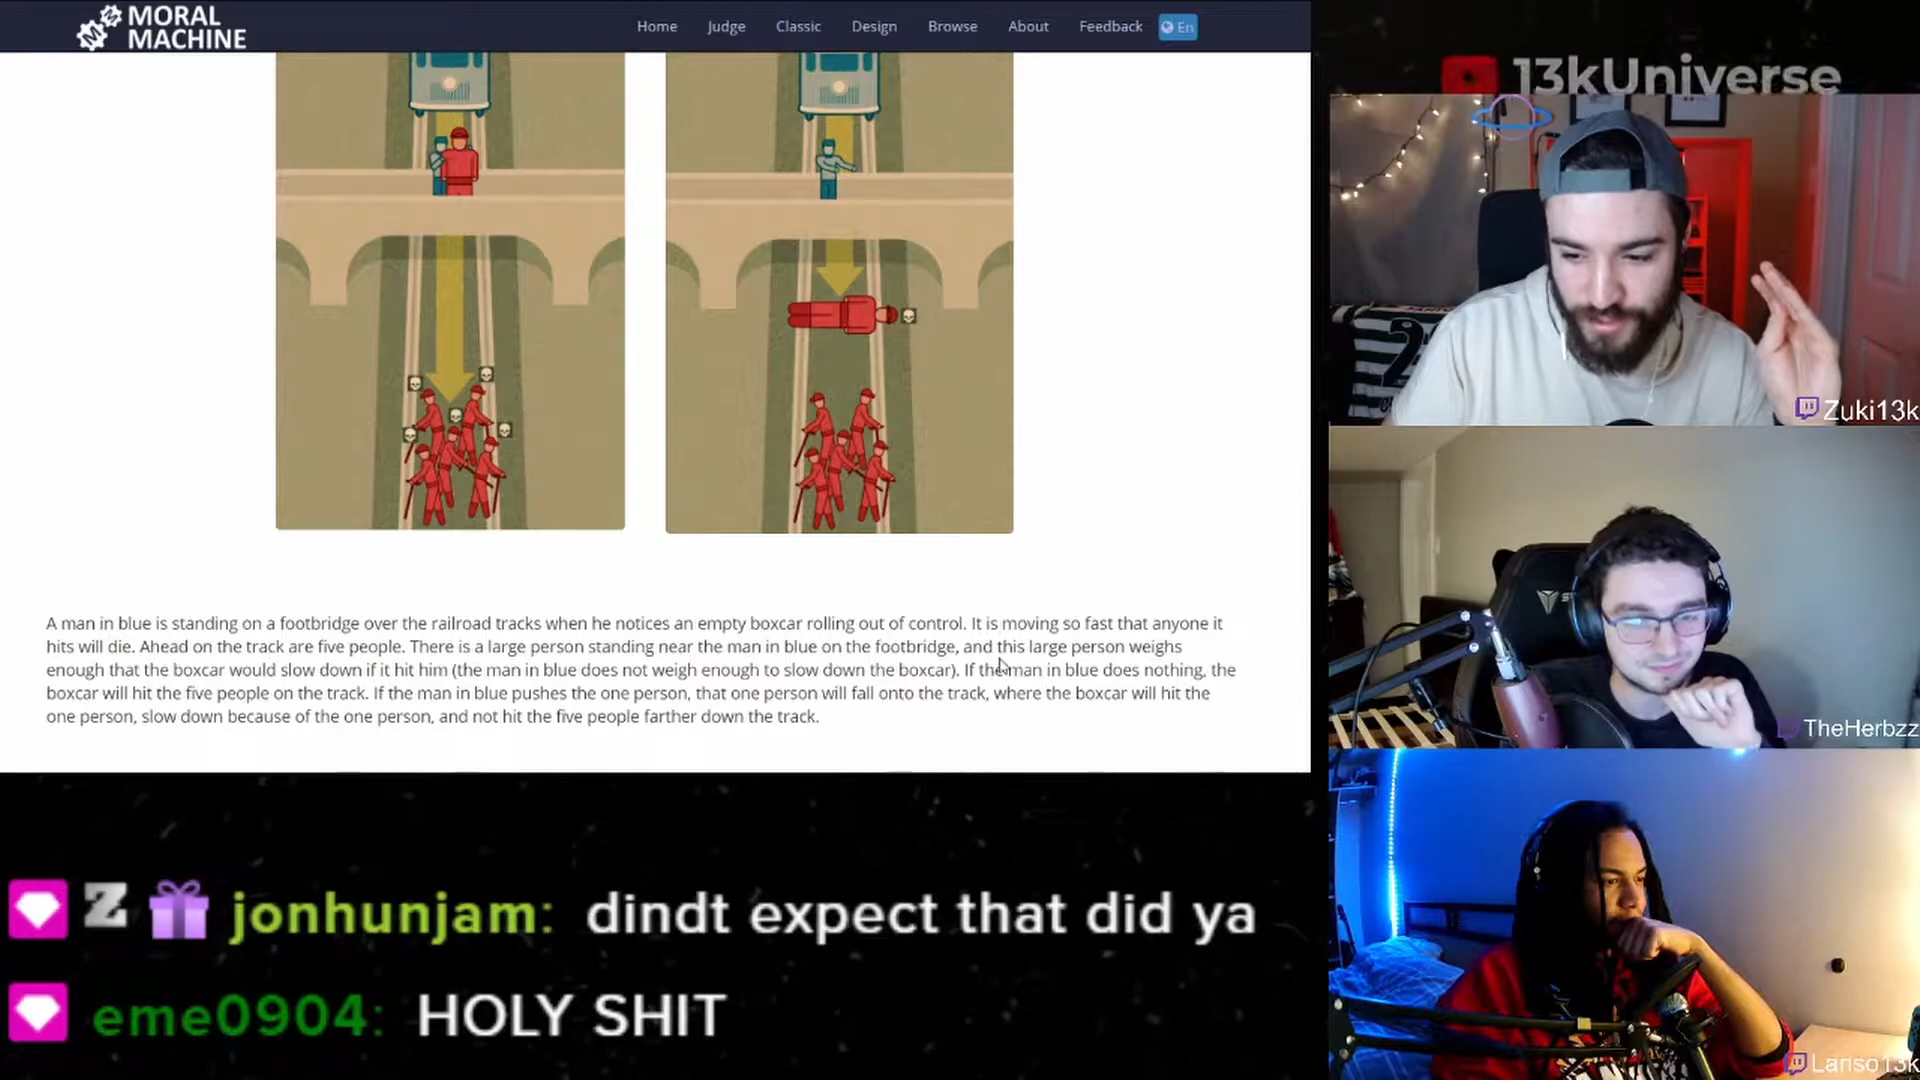 MORAL
MACHINE
Home Judge Classic Design Browse About Feedback En
13kUniverse
A man in blue is standing on a footbridge over the railroad tracks when he notices an empty boxcar rolling out of control. It is moving so fast that anyone it
hits will die. Ahead on the track are five people. There is a large person standing near the man in blue on the footbridge, and this large person weighs
enough that the boxcar would slow down if it hit him (the man in blue does not weigh enough to slow down the boxcar). If the man in blue does nothing, the
boxcar will hit the five people on the track. If the man in blue pushes the one person, that one person will fall onto the track, where the boxcar will hit the
one person, slow down because of the one person, and not hit the five people farther down the track.
Z jonhunjam: dindt expect that did ya
eme0904: HOLY SHIT
Zuki13k
TheHerbzz
Lanso13k